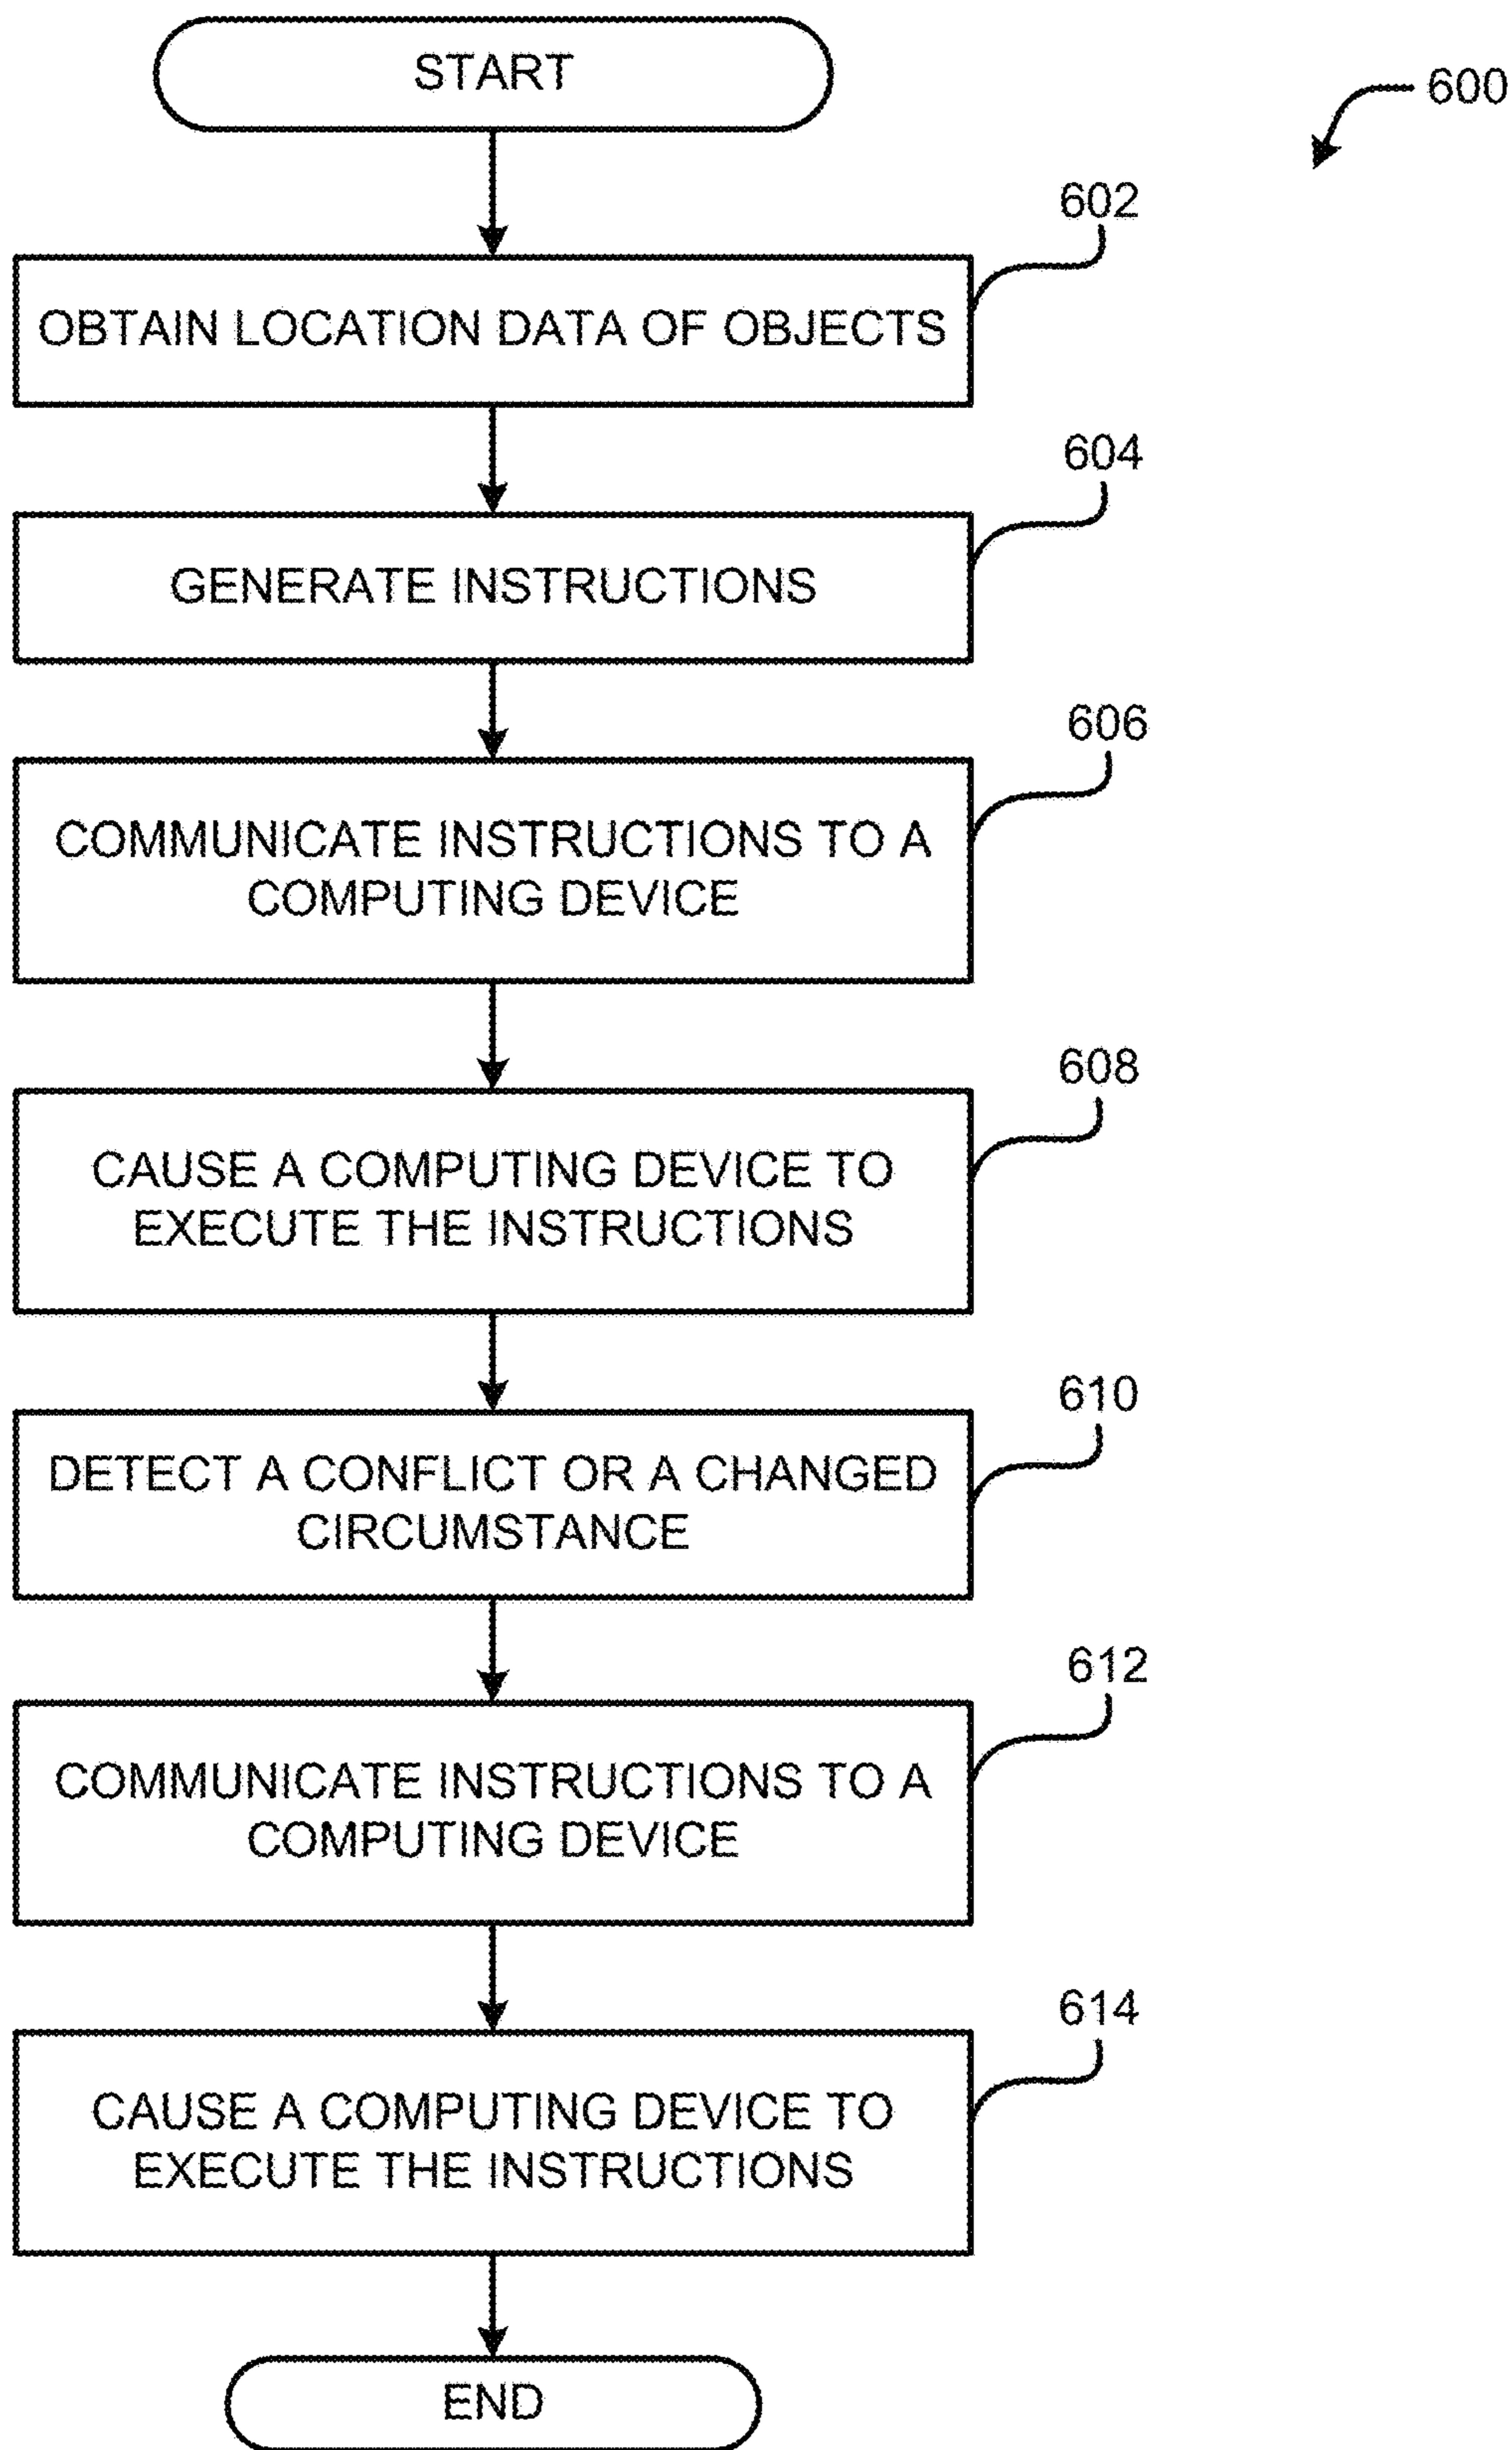 START
600
602
OBTAIN LOCATION DATA OF OBJECTS
604
GENERATE INSTRUCTIONS
606
COMMUNICATE INSTRUCTIONS TO A
COMPUTING DEVICE
608
CAUSE A COMPUTING DEVICE TO
EXECUTE THE INSTRUCTIONS
610
DETECT A CONFLICT OR A CHANGED
CIRCUMSTANCE
612
COMMUNICATE INSTRUCTIONS TO A
COMPUTING DEVICE
614
CAUSE A COMPUTING DEVICE TO
EXECUTE THE INSTRUCTIONS
END